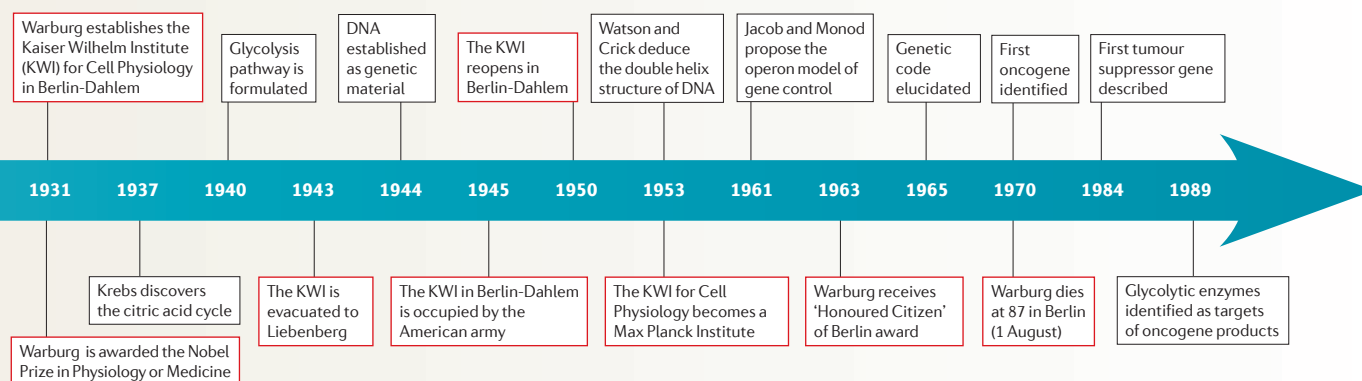 Warburg establishes the
Kaiser Wilhelm Institute
(KWI) for Cell Physiology
in Berlin-Dahlem
Glycolysis
pathway is
formulated
DNA
established
as genetic
material
The KWI
reopens in
Berlin-Dahlem
Watson and
Crick deduce
the double helix
structure of DNA
Jacob and Monod
propose the
operon model of
gene control
Genetic
code
elucidated
First
oncogene
identified
First tumour
suppressor gene
described
1931 1937 1940 1943 1944 1945 1950 1953 1961 1963 1965 1970 1984 1989
Krebs discovers
the citric acid cycle
Warburg is awarded the Nobel
Prize in Physiology or Medicine
The KWI is
evacuated to
Liebenberg
The KWI in Berlin-Dahlem
is occupied by the
American army
The KWI for Cell
Physiology becomes a
Max Planck Institute
Warburg receives
‘Honoured Citizen’
of Berlin award
Warburg dies
at 87 in Berlin
(1 August)
Glycolytic enzymes
identified as targets
of oncogene products